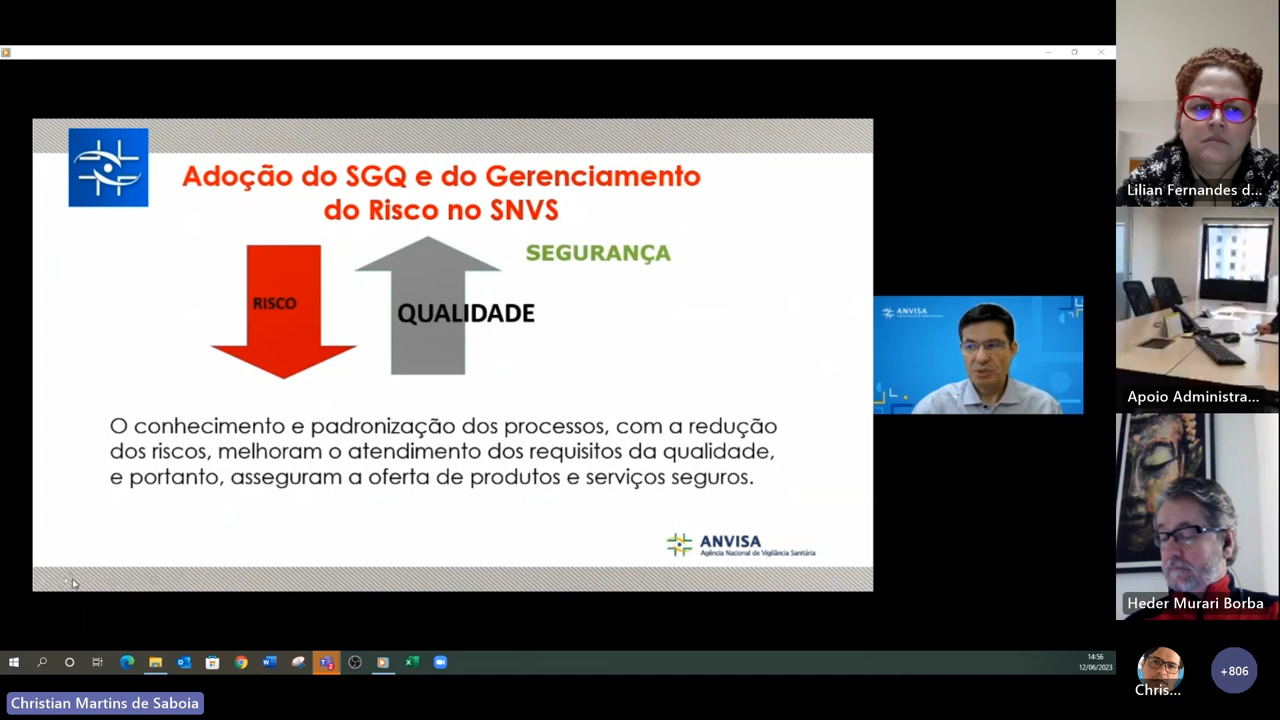 Adoção do SGQ e do Gerenciamento
do Risco no SNVS
SEGURANÇA
RISCO
QUALIDADE
O conhecimento e padronização dos processos, com a redução
dos riscos, melhoram o atendimento dos requisitos da qualidade,
e portanto, asseguram a oferta de produtos e serviços seguros.
ANVISA
Agência Nacional de Vigilância Sanitária
ANVISA
Lilian Fernandes d...
Apoio Administra...
Heder Murari Borba
Chris...
+806
14:56
12/06/2023
Christian Martins de Saboia